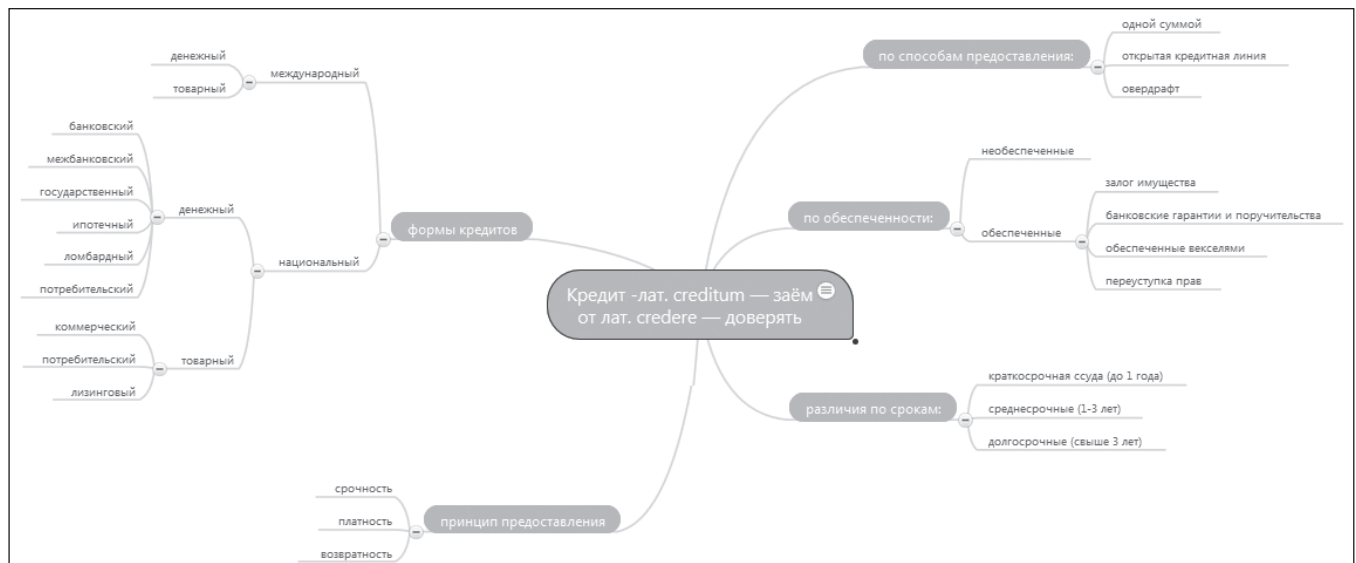 Кредит -лат. creditum — заём
от лат. credere — доверять
по способам предоставления:
одной суммой
открытая кредитная линия
овердрафт
по обеспеченности:
необеспеченные
обеспеченные
залог имущества
банковские гарантии и поручительства
обеспеченные векселями
переуступка прав
различия по срокам:
краткосрочная ссуда (до 1 года)
среднесрочные (1-3 лет)
долгосрочные (свыше 3 лет)
формы кредитов
международный
денежный
товарный
национальный
денежный
банковский
межбанковский
государственный
ипотечный
ломбардный
потребительский
товарный
коммерческий
потребительский
лизинговый
принцип предоставления
срочность
платность
возвратность